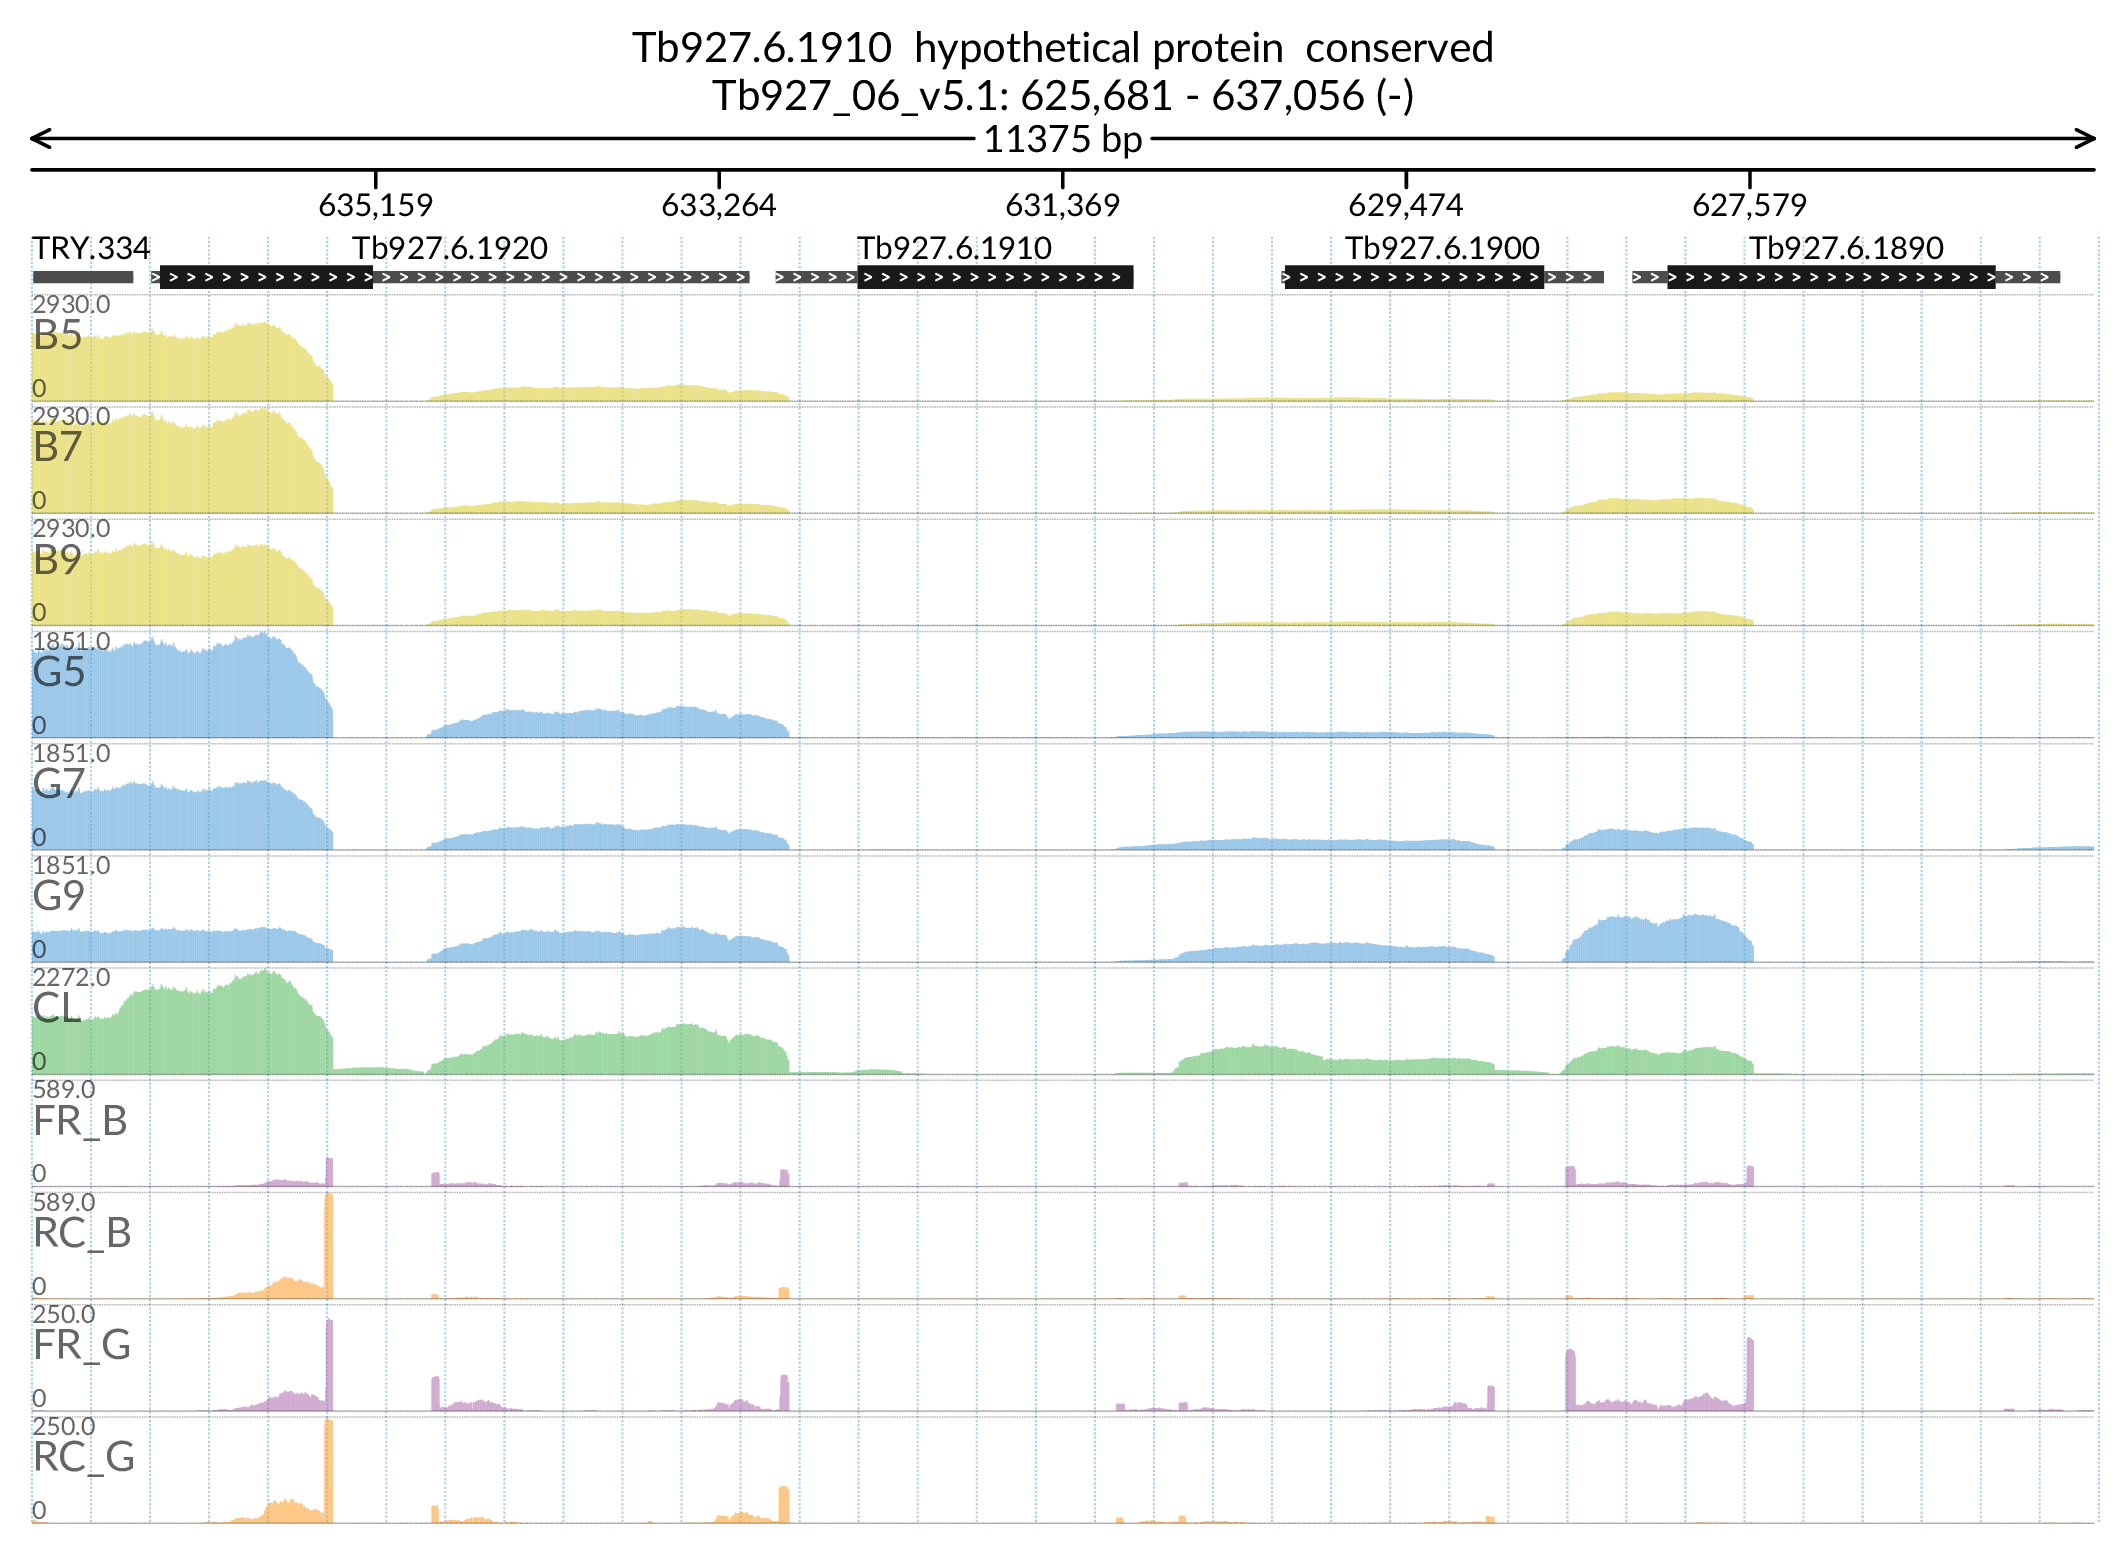 Tb927.6.1910  hypothetical protein  conserved
Tb927_06_v5.1: 625,681 - 637,056 (-)
11375 bp
635,159 633,264 631,369 629,474 627,579
TRY.334 Tb927.6.1920 Tb927.6.1910 Tb927.6.1900 Tb927.6.1890
2930.0
B5
0
2930.0
B7
0
2930.0
B9
0
1851.0
G5
0
1851.0
G7
0
1851.0
G9
0
2272.0
CL
0
589.0
FR_B
0
589.0
RC_B
0
250.0
FR_G
0
250.0
RC_G
0